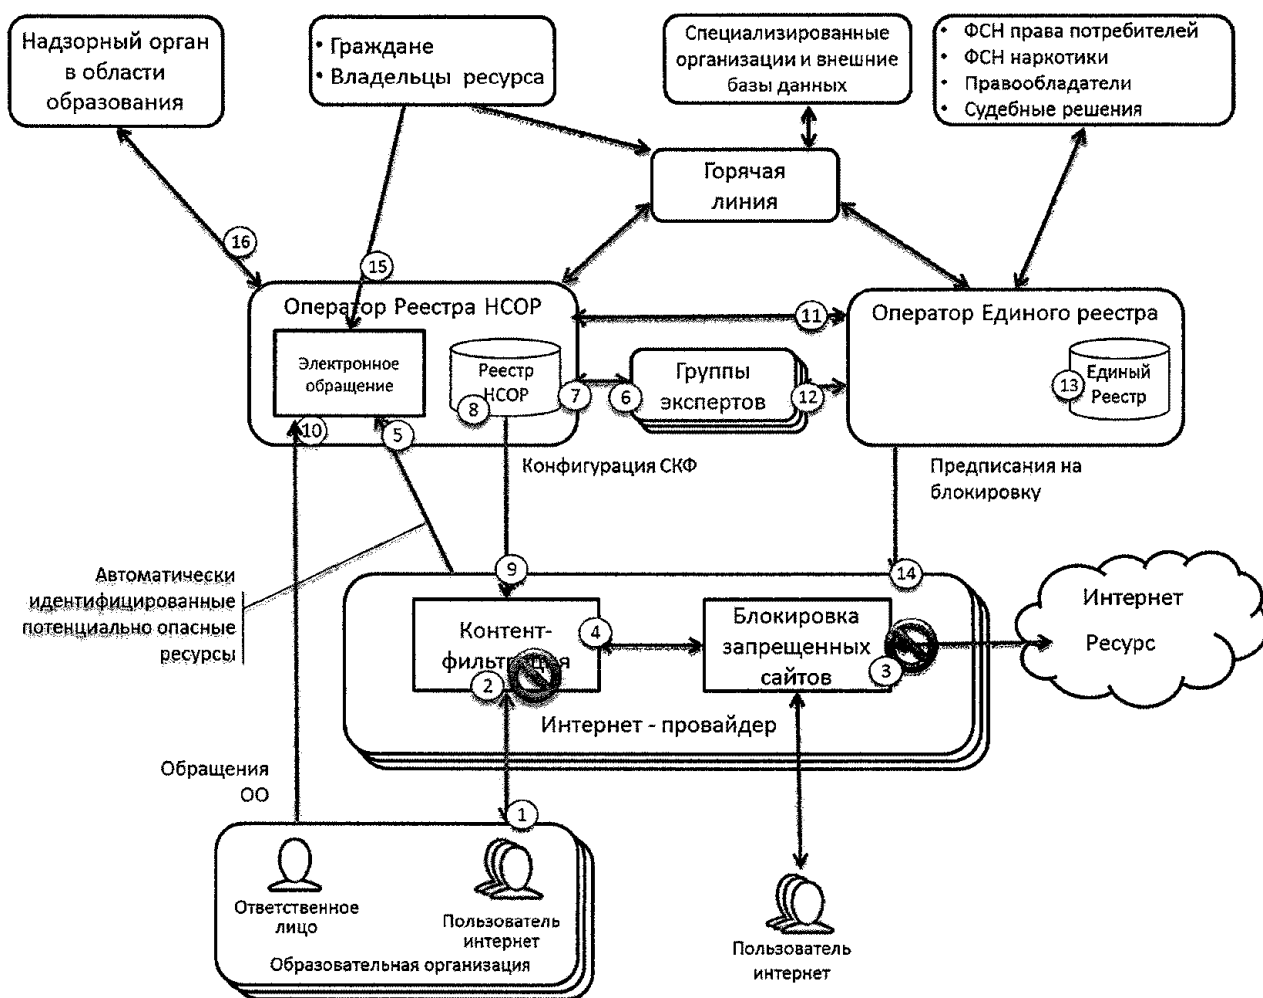 Надзорный орган
в области
образования
• Граждане
• Владельцы ресурса
Специализированные
организации и внешние
базы данных
• ФСН права потребителей
• ФСН наркотики
• Правообладатели
• Судебные решения
Горячая
линия
16
15
Оператор Реестра НСОР
11
Оператор Единого реестра
Электронное
обращение
Реестр
НСОР
8
7
6
Группы
экспертов
12
13
Единый
Реестр
10
5
Конфигурация СКФ
Предписания на
блокировку
Автоматически
идентифицированные
потенциально опасные
ресурсы
9
14
Контент-
фильтрация
4
2
Блокировка
запрещенных
сайтов
3
Интернет
Ресурс
Интернет - провайдер
Обращения
ОО
1
Ответственное
лицо
Пользователь
интернет
Образовательная организация
Пользователь
интернет